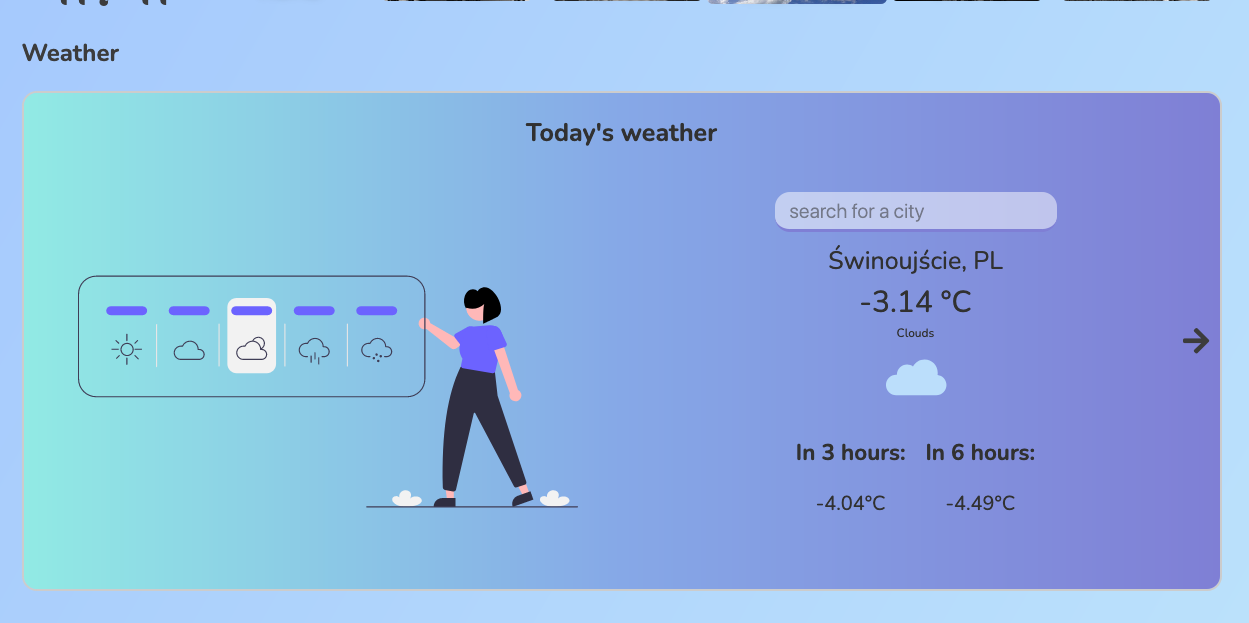 Weather
Today's weather
search for a city
Świnoujście, PL
-3.14 °C
Clouds
In 3 hours: In 6 hours:
-4.04°C -4.49°C